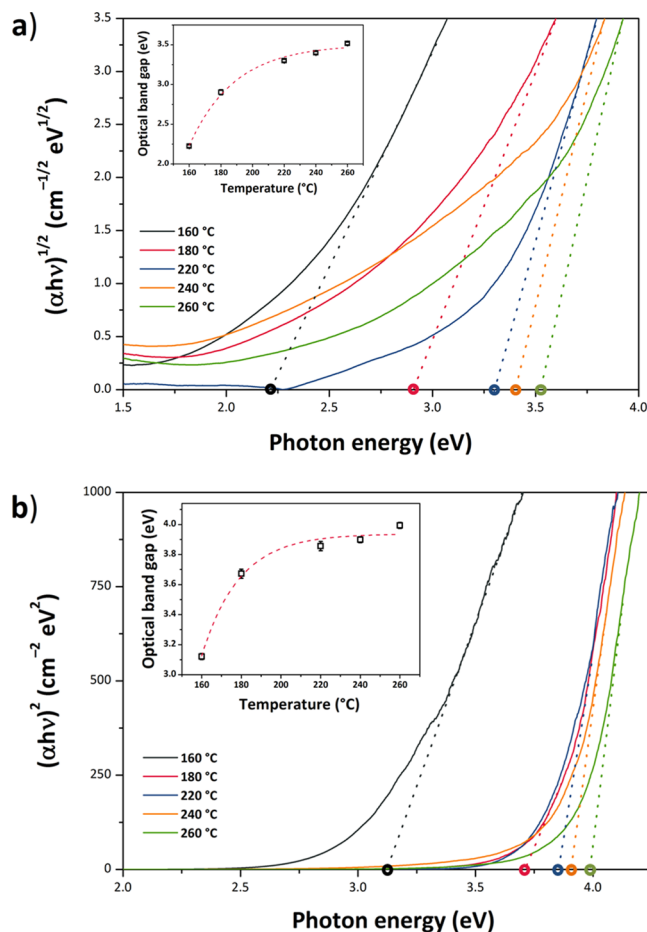 a)
3.5
3.0
2.5
2.0
1.5
1.0
0.5
0.0
(αhν)^1/2 (cm^−1/2 eV^1/2)
Optical band gap (eV)
3.5
3.0
2.5
2.0
160 180 200 220 240 260
Temperature (°C)
160 °C
180 °C
220 °C
240 °C
260 °C
1.5 2.0 2.5 3.0 3.5 4.0
Photon energy (eV)
b)
1000
750
500
250
0
(αhν)^2 (cm^−2 eV^2)
Optical band gap (eV)
4.0
3.8
3.6
3.4
3.2
3.0
160 180 200 220 240 260
Temperature (°C)
160 °C
180 °C
220 °C
240 °C
260 °C
2.0 2.5 3.0 3.5 4.0
Photon energy (eV)